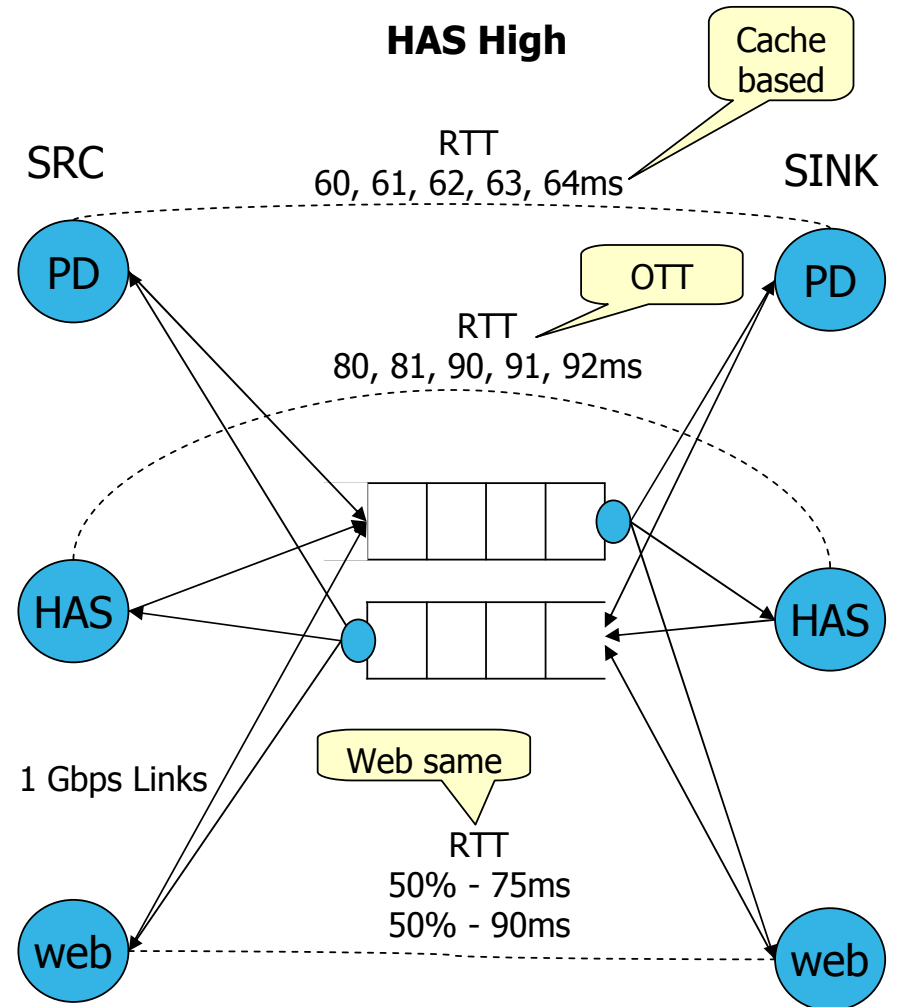 HAS High
Cache
based
RTT
60, 61, 62, 63, 64ms
SRC
SINK
PD
PD
OTT
RTT
80, 81, 90, 91, 92ms
HAS
HAS
1 Gbps Links
Web same
RTT
50% - 75ms
50% - 90ms
web
web